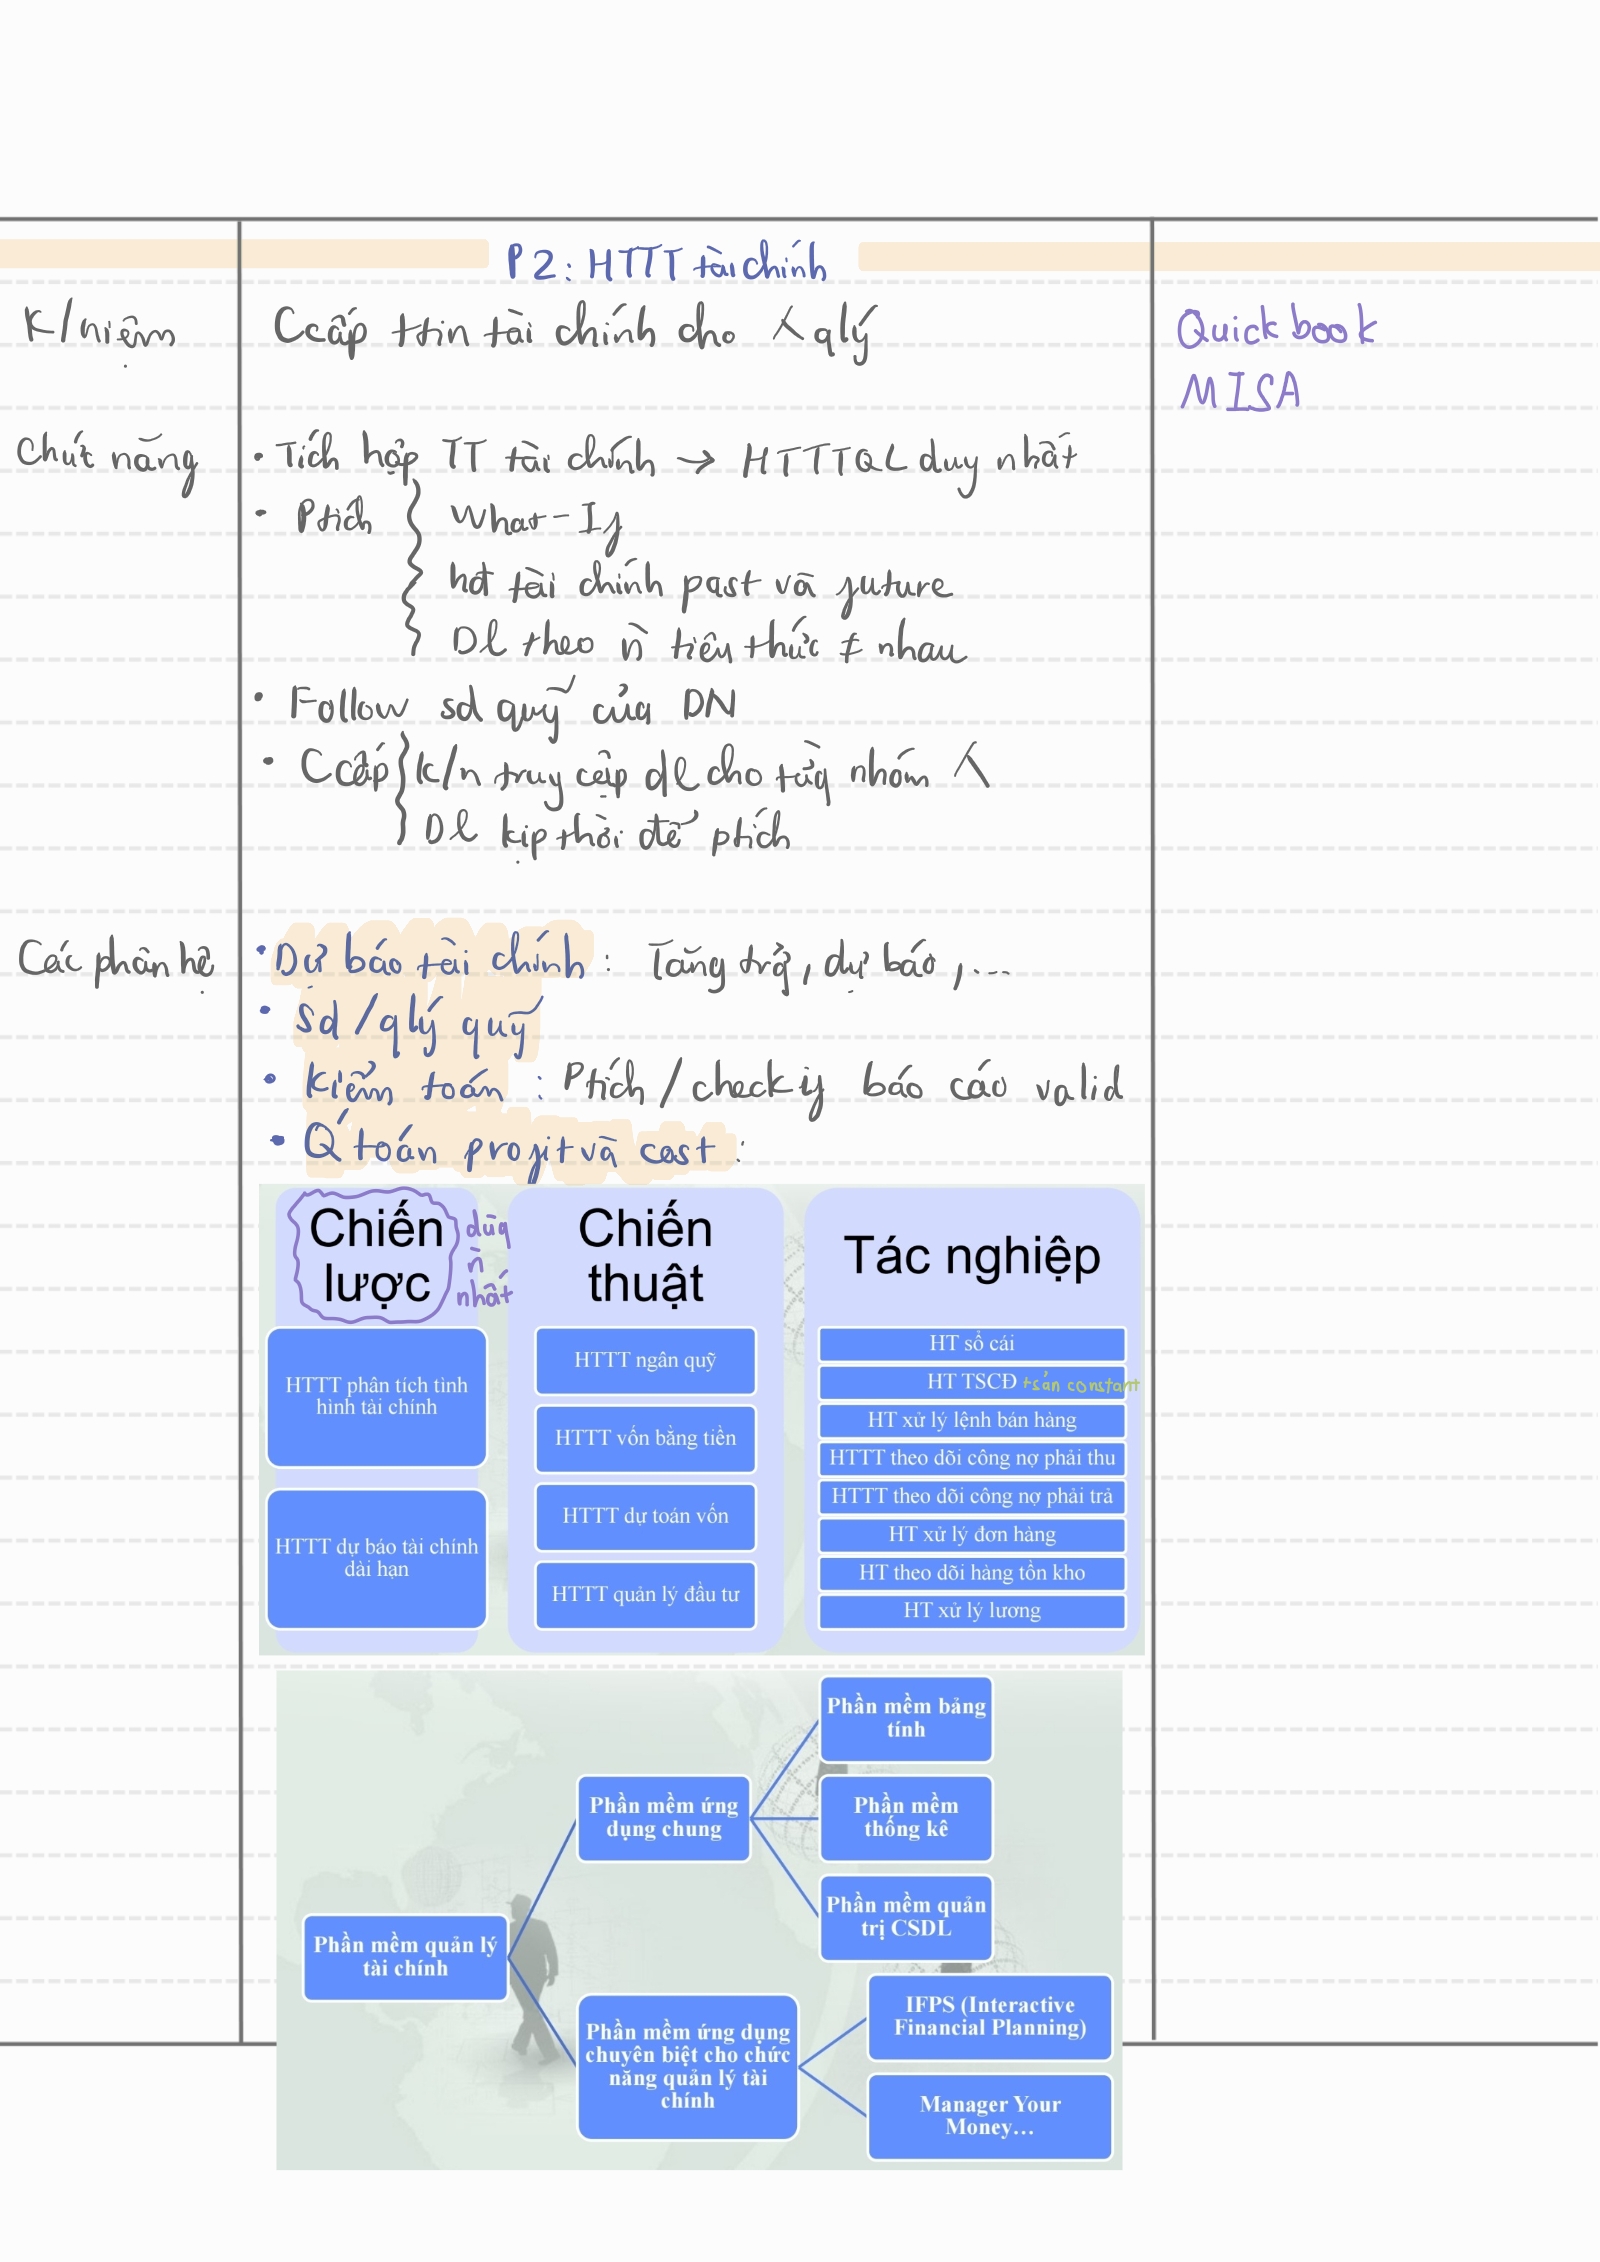 P2: HTTT tài chính
K/niệm
Ccấp ttin tài chính cho qlý
Quickbook
MISA
Chức năng
• Tích hợp TT tài chính → HTTTQL duy nhất
• Ptích
What-If
hđ tài chính past và future
Dl theo ǹ tiêu thức ≠ nhau
• Follow sd quỹ của DN
• Ccấp
k/n truy cập dl cho từg nhóm
Dl kịp thời để ptích
Các phân hệ
• Dự báo tài chính: Tăng trở, dự báo,...
• Sd/qlý quỹ
• Kiểm toán: Ptích/check if báo cáo valid
• Q' toán profit và cost:
Chiến
lược
dùg
ǹ
nhất
HTTT phân tích tình
hình tài chính
HTTT dự báo tài chính
dài hạn
Chiến
thuật
HTTT ngân quỹ
HTTT vốn bằng tiền
HTTT dự toán vốn
HTTT quản lý đầu tư
Tác nghiệp
HT sổ cái
HT TSCĐ tsản constant
HT xử lý lệnh bán hàng
HTTT theo dõi công nợ phải thu
HTTT theo dõi công nợ phải trả
HT xử lý đơn hàng
HT theo dõi hàng tồn kho
HT xử lý lương
Phần mềm quản lý
tài chính
Phần mềm ứng
dụng chung
Phần mềm bảng
tính
Phần mềm
thống kê
Phần mềm quản
trị CSDL
Phần mềm ứng dụng
chuyên biệt cho chức
năng quản lý tài
chính
IFPS (Interactive
Financial Planning)
Manager Your
Money...